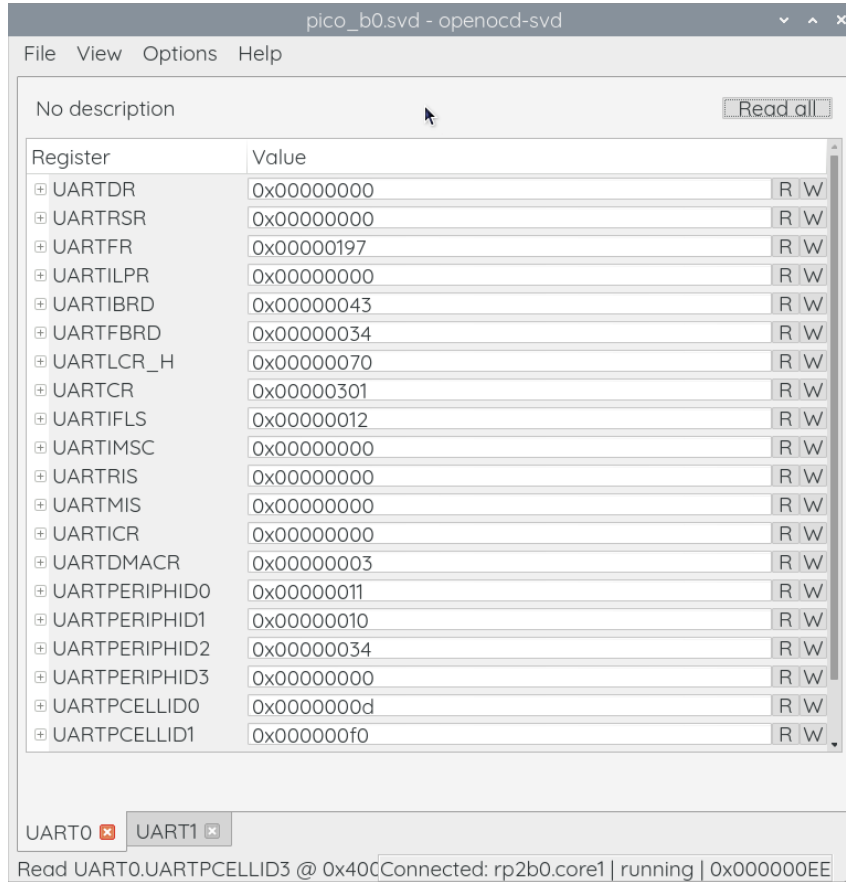 pico_b0.svd - openocd-svd
File View Options Help
No description Read all
Register Value
UARTDR 0x00000000 R W
UARTRSR 0x00000000 R W
UARTFR 0x00000197 R W
UARTILPR 0x00000000 R W
UARTIBRD 0x00000043 R W
UARTFBRD 0x00000034 R W
UARTLCR_H 0x00000070 R W
UARTCR 0x00000301 R W
UARTIFLS 0x00000012 R W
UARTIMSC 0x00000000 R W
UARTRIS 0x00000000 R W
UARTMIS 0x00000000 R W
UARTICR 0x00000000 R W
UARTDMACR 0x00000003 R W
UARTPERIPHID0 0x00000011 R W
UARTPERIPHID1 0x00000010 R W
UARTPERIPHID2 0x00000034 R W
UARTPERIPHID3 0x00000000 R W
UARTPCELLID0 0x0000000d R W
UARTPCELLID1 0x000000f0 R W
UART0 UART1
Read UART0.UARTPCELLID3 @ 0x400 Connected: rp2b0.core1 | running | 0x000000EE